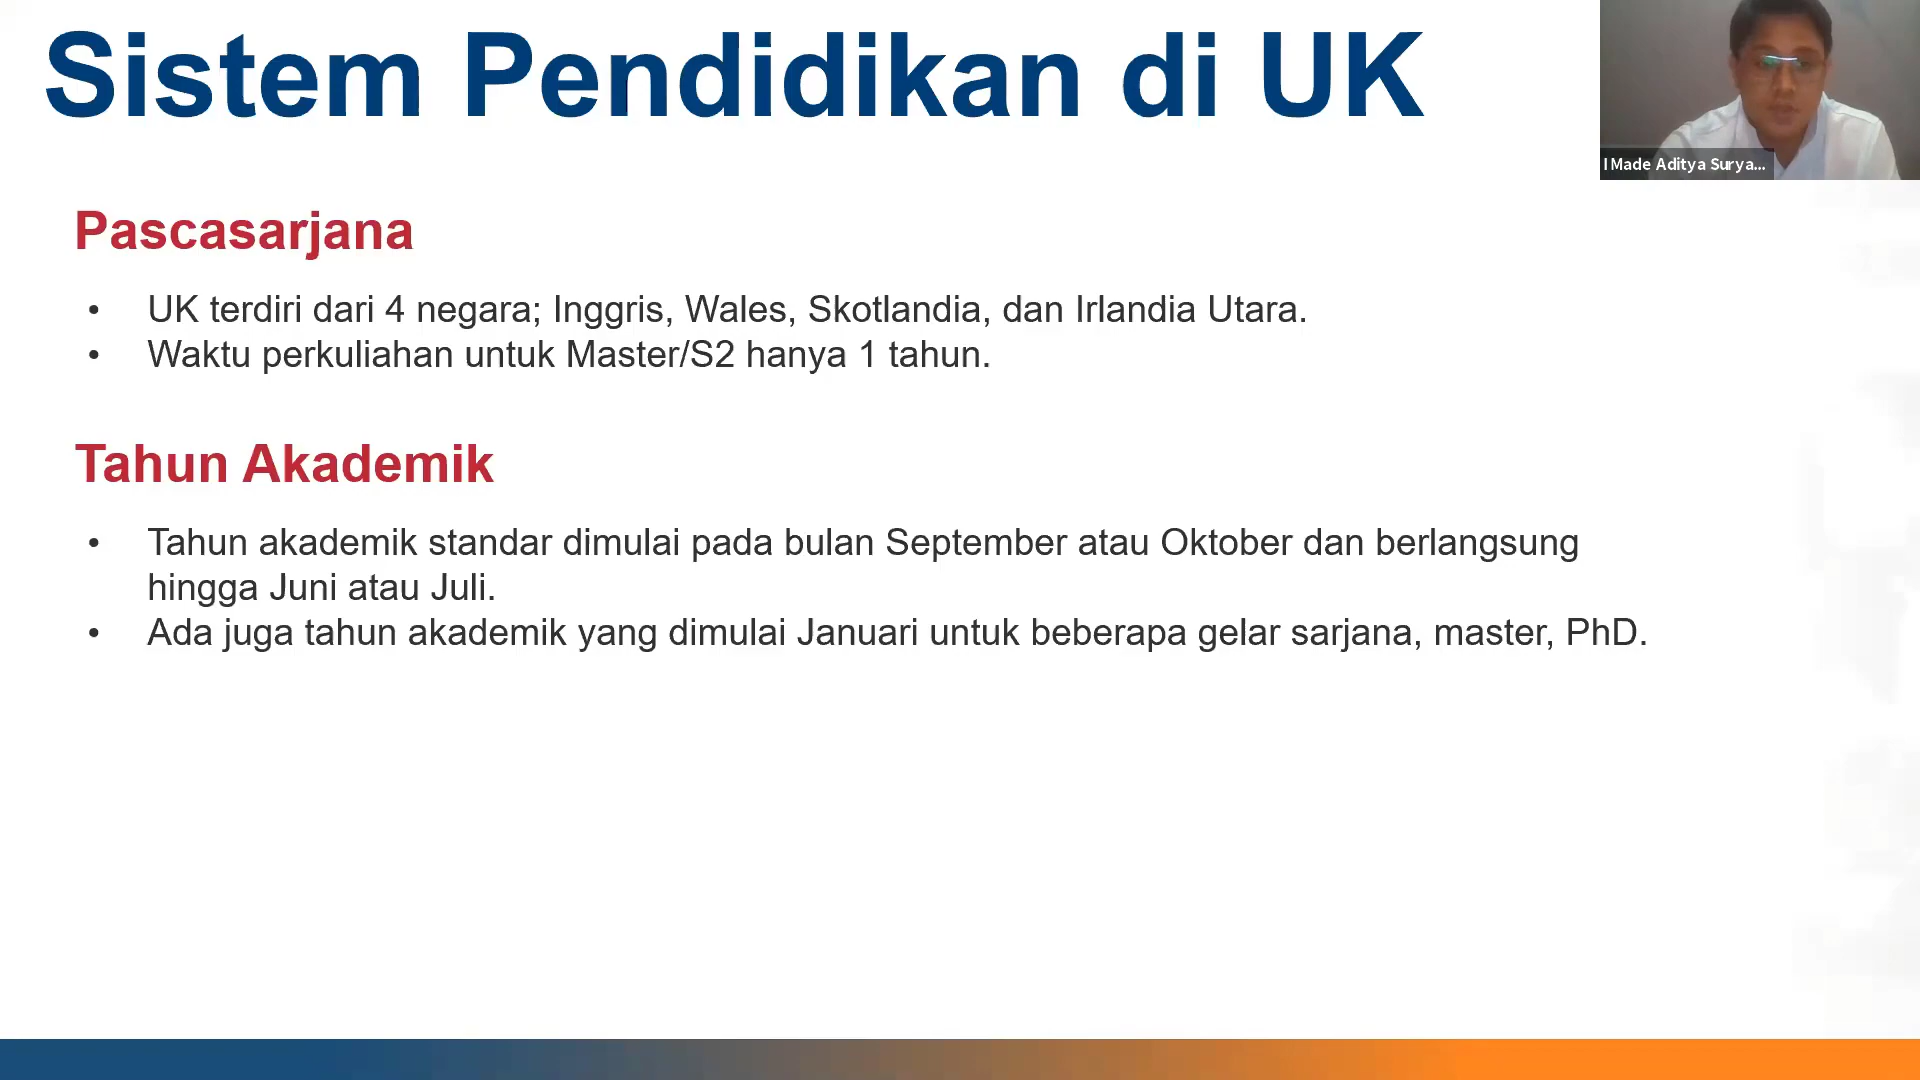 Sistem Pendidikan di UK
I Made Aditya Surya...
Pascasarjana
• UK terdiri dari 4 negara; Inggris, Wales, Skotlandia, dan Irlandia Utara.
• Waktu perkuliahan untuk Master/S2 hanya 1 tahun.
Tahun Akademik
• Tahun akademik standar dimulai pada bulan September atau Oktober dan berlangsung
hingga Juni atau Juli.
• Ada juga tahun akademik yang dimulai Januari untuk beberapa gelar sarjana, master, PhD.